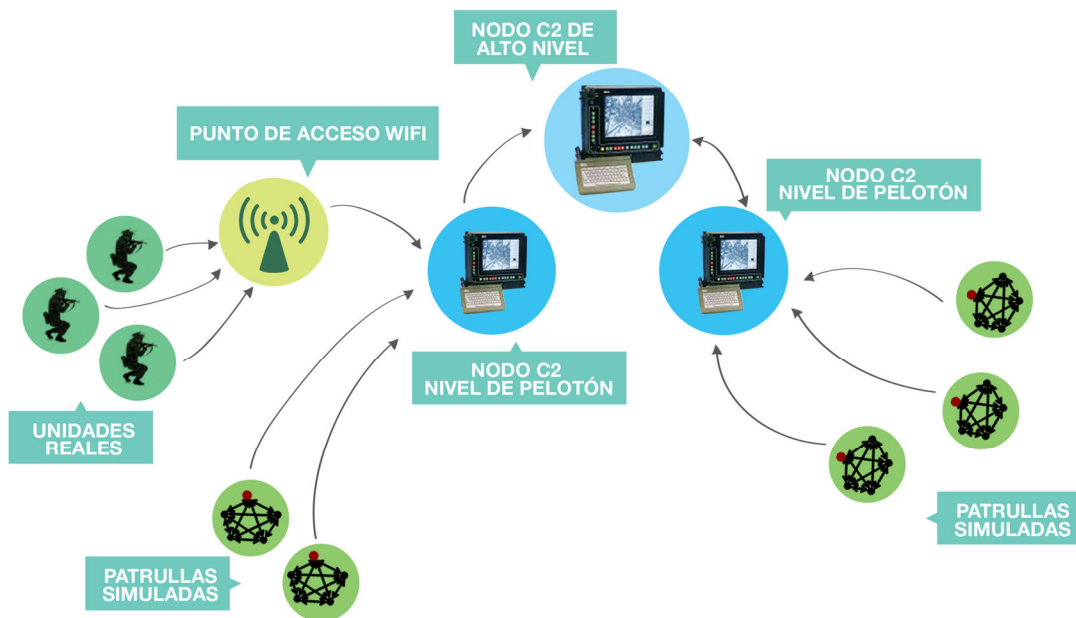 NODO C2 DE
ALTO NIVEL
PUNTO DE ACCESO WIFI
NODO C2
NIVEL DE PELOTÓN
NODO C2
NIVEL DE PELOTÓN
UNIDADES
REALES
PATRULLAS
SIMULADAS
PATRULLAS
SIMULADAS